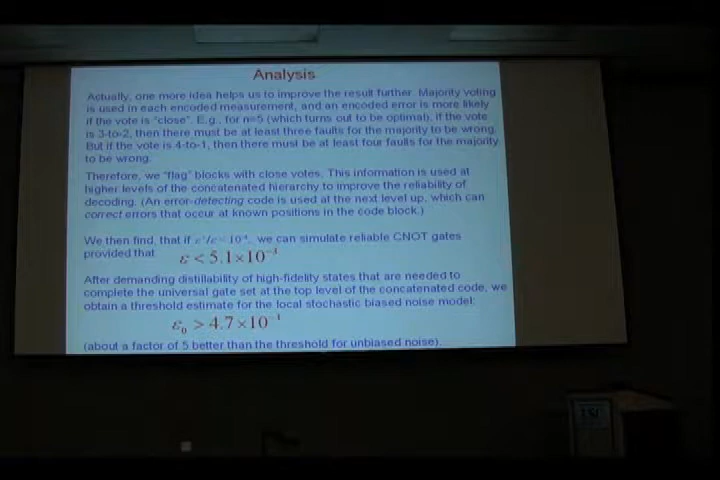 Analysis
Actually, one more idea helps us to improve the result further. Majority voting
is used in each encoded measurement, and an encoded error is more likely
if the vote is "close". E.g., for n=5 (which turns out to be optimal), if the vote
is 3-to-2, then there must be at least three faults for the majority to be wrong.
But if the vote is 4-to-1, then there must be at least four faults for the majority
to be wrong.
Therefore, we "flag" blocks with close votes. This information is used at
higher levels of the concatenated hierarchy to improve the reliability of
decoding. (An error-detecting code is used at the next level up, which can
correct errors that occur at known positions in the code block.)
We then find, that if we can simulate reliable CNOT gates
provided that ε < 5.1×10⁻³
After demanding distillability of high-fidelity states that are needed to
complete the universal gate set at the top level of the concatenated code, we
obtain a threshold estimate for the local stochastic biased noise model:
ε₀ > 4.7×10
(about a factor of 5 better than the threshold for unbiased noise).